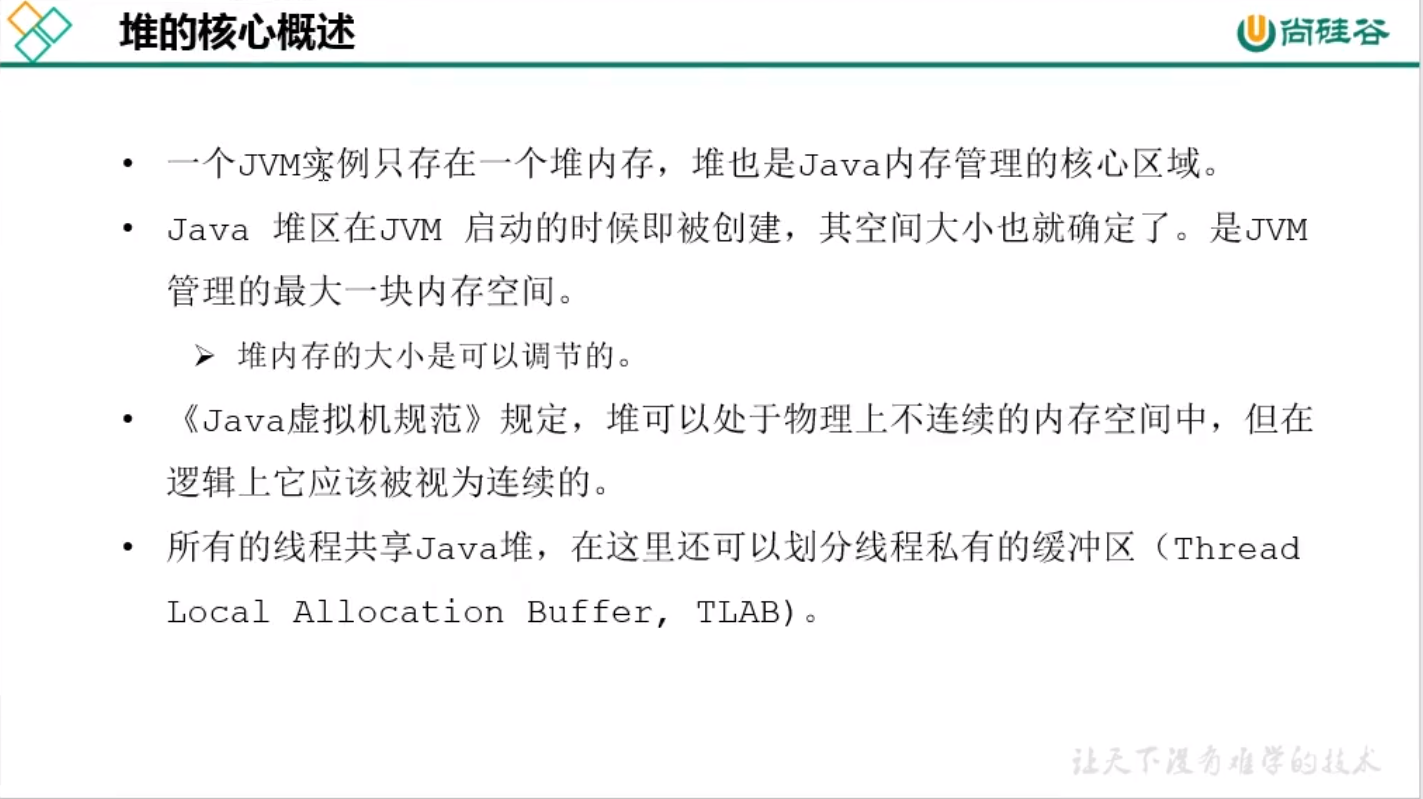 堆的核心概述
尚硅谷
• 一个JVM实例只存在一个堆内存，堆也是Java内存管理的核心区域。
• Java 堆区在JVM 启动的时候即被创建，其空间大小也就确定了。是JVM
管理的最大一块内存空间。
➢ 堆内存的大小是可以调节的。
• 《Java虚拟机规范》规定，堆可以处于物理上不连续的内存空间中，但在
逻辑上它应该被视为连续的。
• 所有的线程共享Java堆，在这里还可以划分线程私有的缓冲区（Thread
Local Allocation Buffer, TLAB)。
让天下没有难学的技术